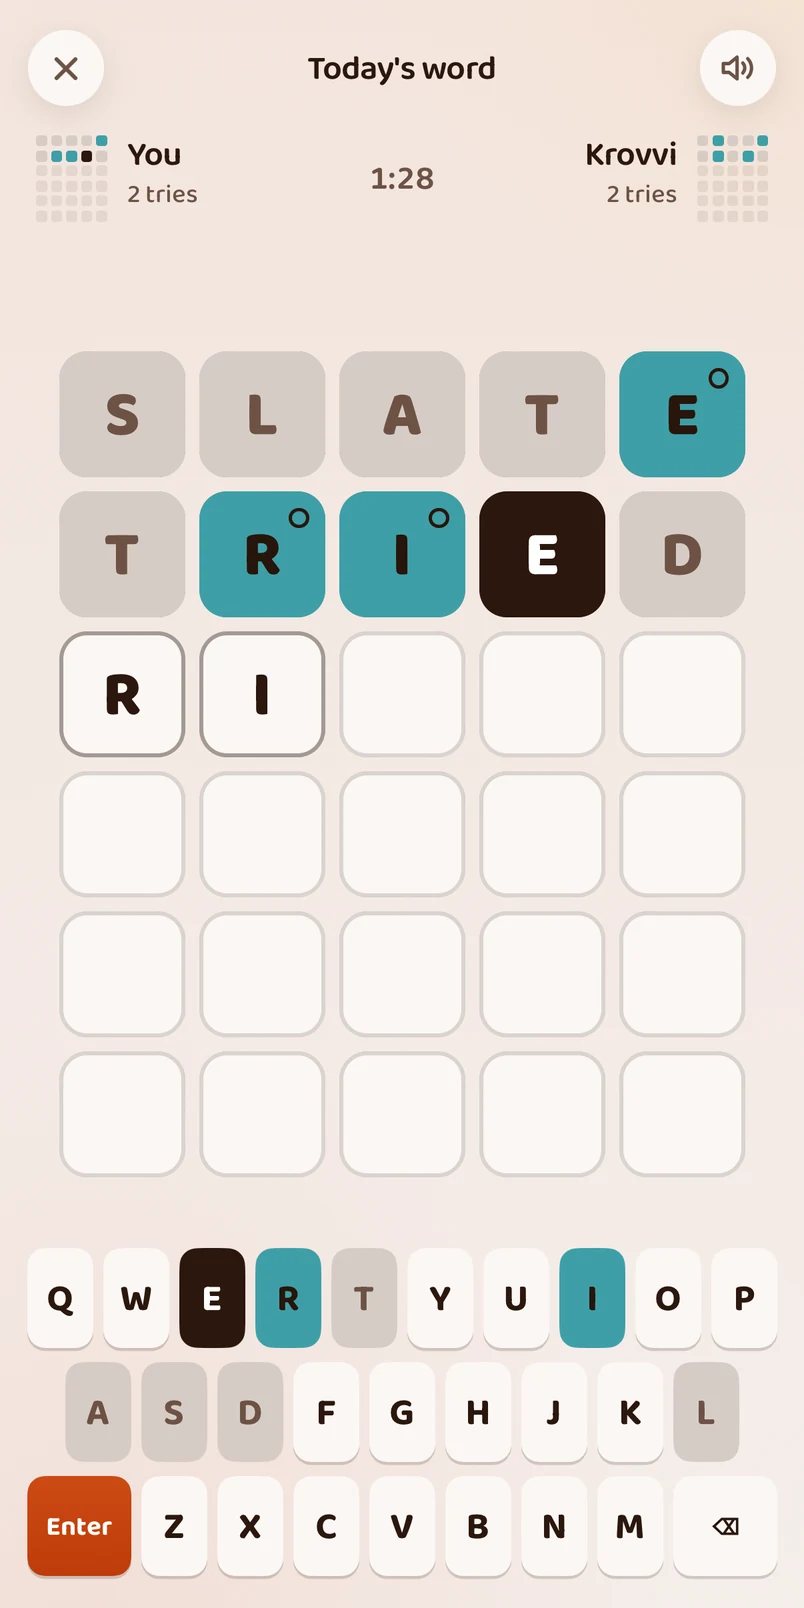 Today's word
You
2 tries
1:28
Krovvi
2 tries
S L A T E
T R I E D
R I
Q W E R T Y U I O P
A S D F G H J K L
Enter Z X C V B N M